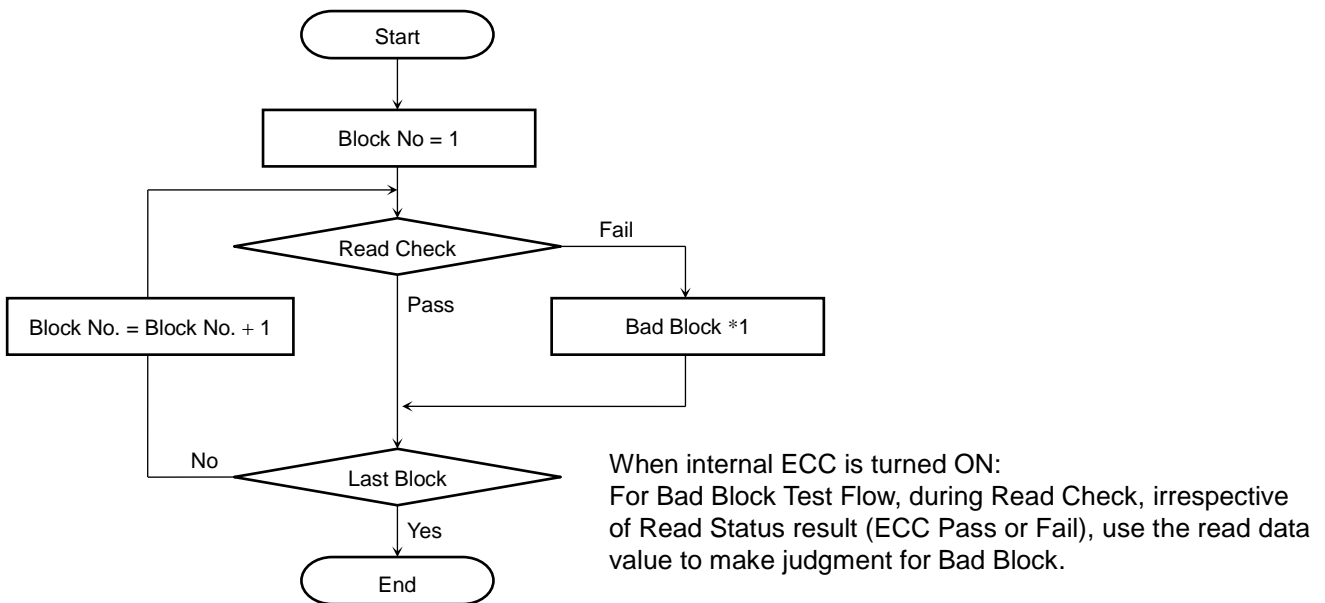 Start
Block No = 1
Read Check
Fail
Pass
Block No. = Block No. + 1
Bad Block *1
No
Last Block
Yes
End
When internal ECC is turned ON:
For Bad Block Test Flow, during Read Check, irrespective
of Read Status result (ECC Pass or Fail), use the read data
value to make judgment for Bad Block.